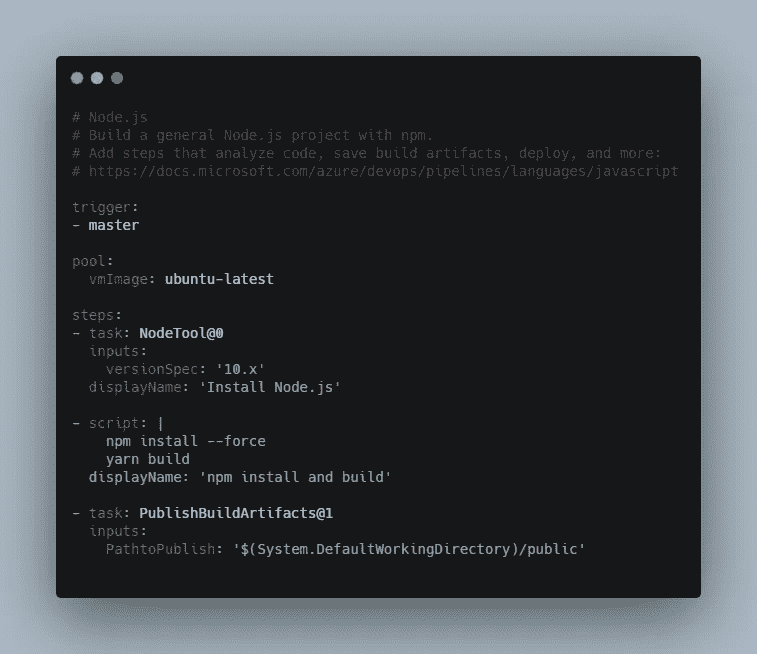 # Node.js
# Build a general Node.js project with npm.
# Add steps that analyze code, save build artifacts, deploy, and more:
# https://docs.microsoft.com/azure/devops/pipelines/languages/javascript
trigger:
- master
pool:
  vmImage: ubuntu-latest
steps:
- task: NodeTool@0
  inputs:
    versionSpec: '10.x'
  displayName: 'Install Node.js'
- script: |
    npm install --force
    yarn build
  displayName: 'npm install and build'
- task: PublishBuildArtifacts@1
  inputs:
    PathtoPublish: '$(System.DefaultWorkingDirectory)/public'